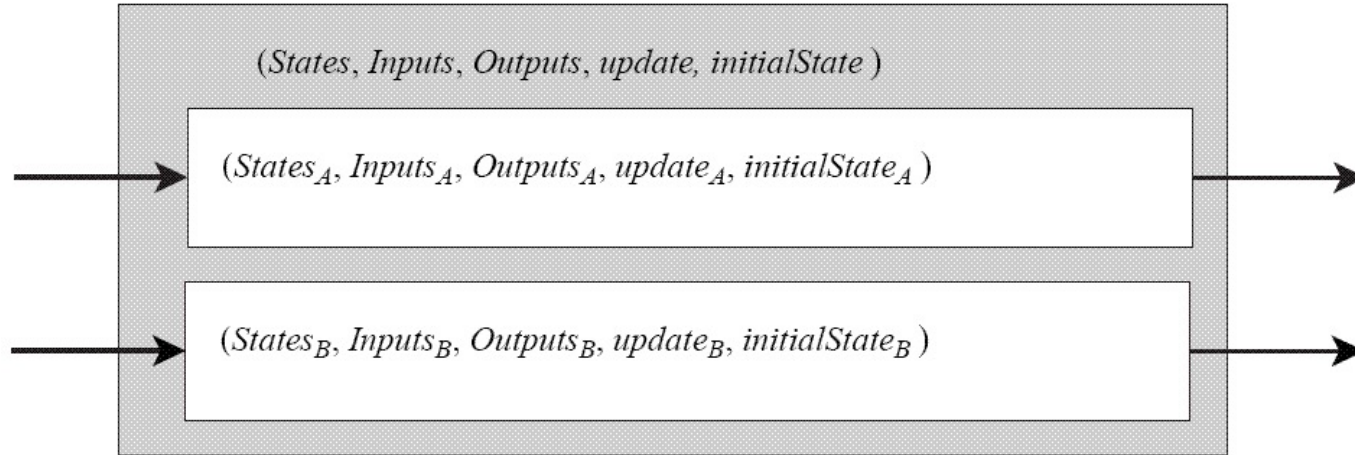 (States, Inputs, Outputs, update, initialState )
(States_A, Inputs_A, Outputs_A, update_A, initialState_A )
(States_B, Inputs_B, Outputs_B, update_B, initialState_B )